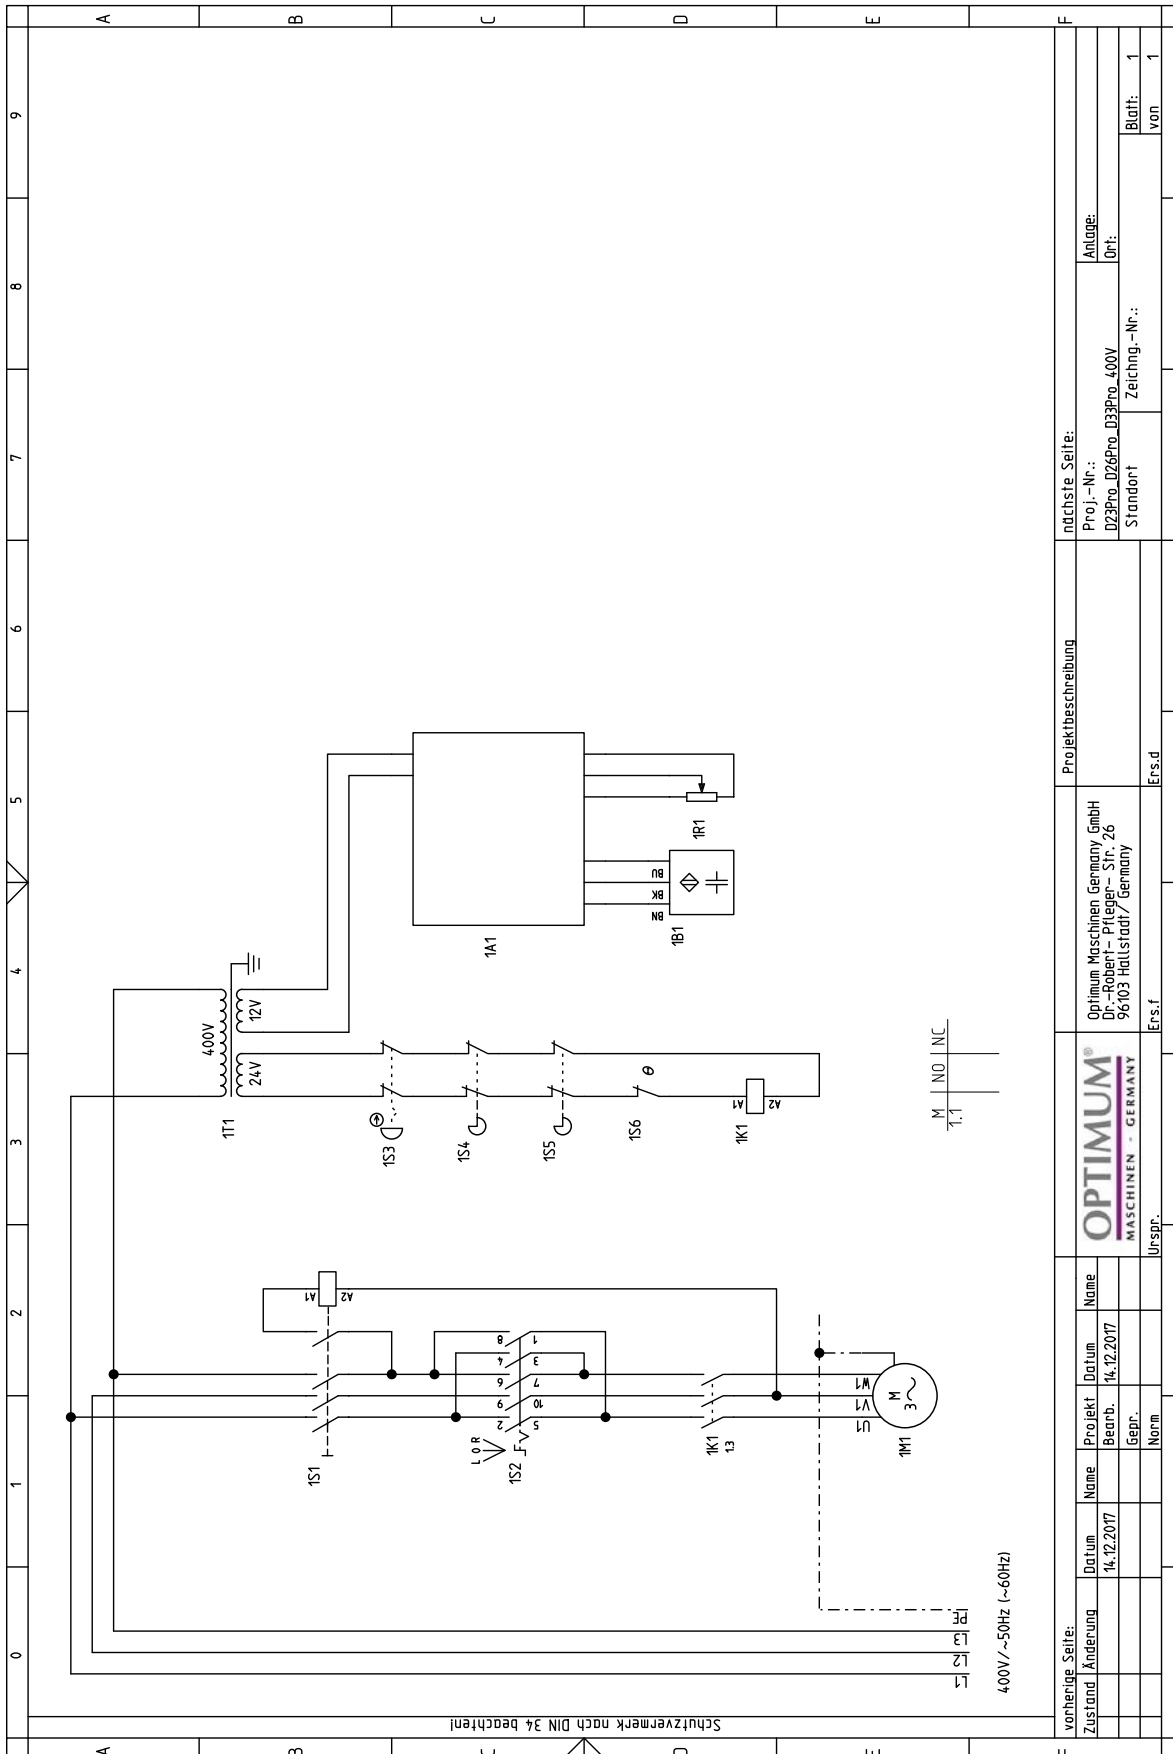 0 1 2 3 4 5 6 7 8 9
A
B
C
D
E
F
A
B
C
D
E
F
Schutzvermerk nach DIN 34 beachten!
L1
L2
L3
PE
400V/~50Hz (~60Hz)
1S1
A1
A2
L 0 R
1S2
2 9 6 4 8
5 10 7 3 1
1K1
1.3
U1 V1 W1
M
3~
1M1
1T1
400V
24V
12V
1S3
1S4
1S5
1S6
θ
1K1
A1
A2
M NO NC
1.1
1A1
BN BK BU
1B1
1R1
vorherige Seite:
nächste Seite:
Zustand Änderung Datum Name
14.12.2017
Projekt Datum Name
Bearb. 14.12.2017
Gepr.
Norm
Urspr.
OPTIMUM®
MASCHINEN - GERMANY
Optimum Maschinen Germany GmbH
Dr.-Robert- Pfleger- Str. 26
96103 Hallstadt/ Germany
Ers.f
Ers.d
Projektbeschreibung
Proj.-Nr.:
D23Pro_D26Pro_D33Pro_400V
Standort
Zeichng.-Nr.:
Anlage:
Ort:
Blatt: 1
von 1